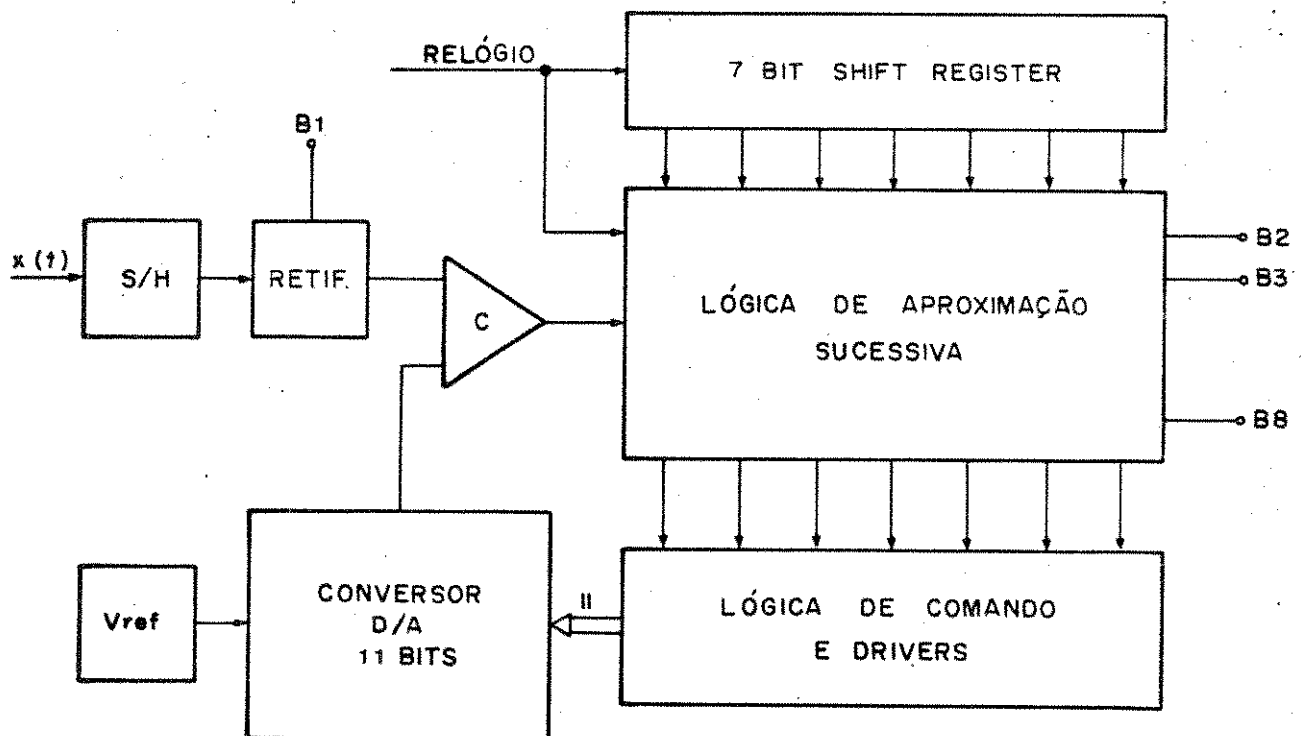 RELÓGIO
7 BIT SHIFT REGISTER
B1
x (t)
S/H
RETIF.
C
LÓGICA DE APROXIMAÇÃO
SUCESSIVA
B2
B3
B8
Vref
CONVERSOR
D/A
11 BITS
11
LÓGICA DE COMANDO
E DRIVERS